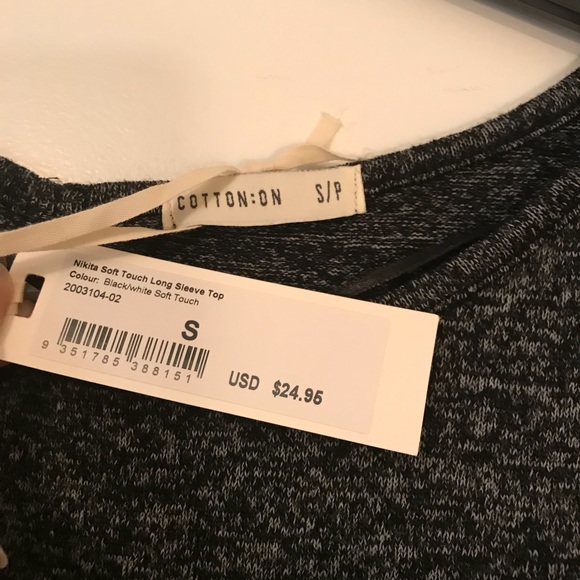 COTTON:ON S/P
Nikita Soft Touch Long Sleeve Top
Colour: Black/white Soft Touch
2003104-02
S
9 351785 388151
USD $24.95